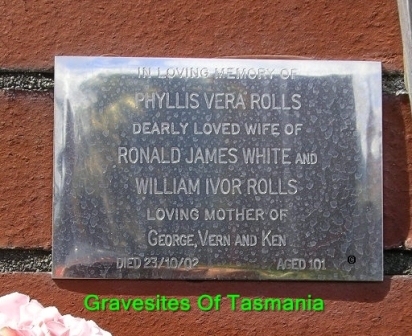 IN LOVING MEMORY OF
PHYLLIS VERA ROLLS
DEARLY LOVED WIFE OF
RONALD JAMES WHITE AND
WILLIAM IVOR ROLLS
LOVING MOTHER OF
GEORGE, VERN AND KEN
DIED 23/10/02 AGED 101
Gravesites Of Tasmania